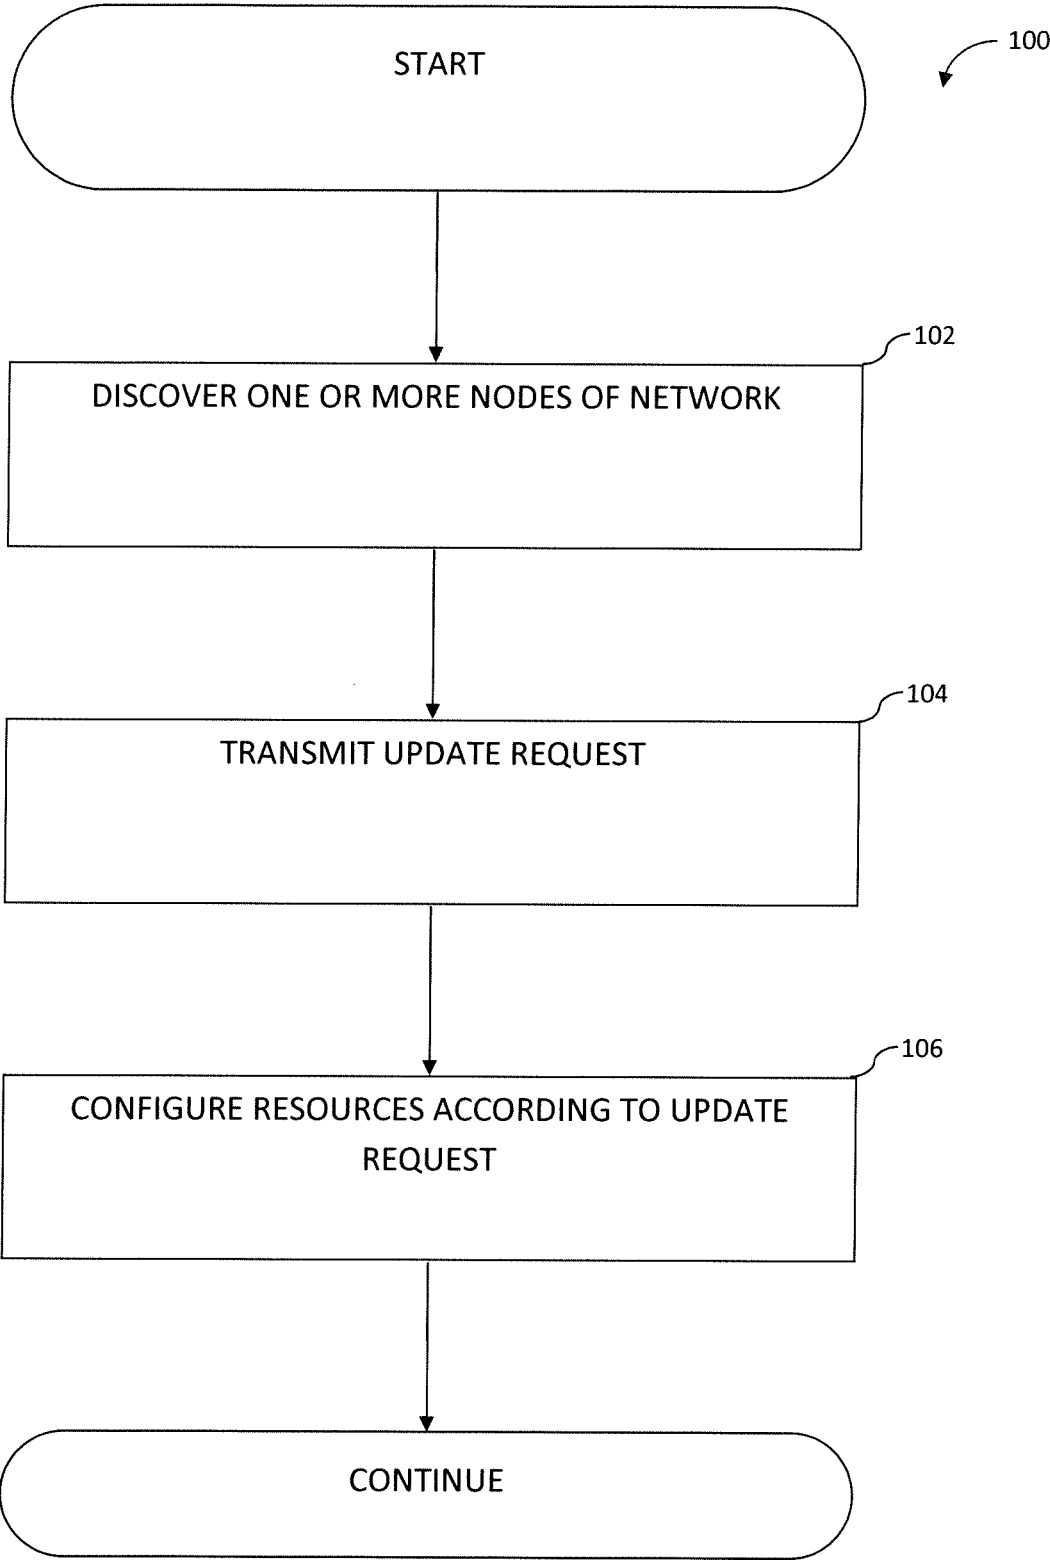 START
100
102
DISCOVER ONE OR MORE NODES OF NETWORK
104
TRANSMIT UPDATE REQUEST
106
CONFIGURE RESOURCES ACCORDING TO UPDATE
REQUEST
CONTINUE